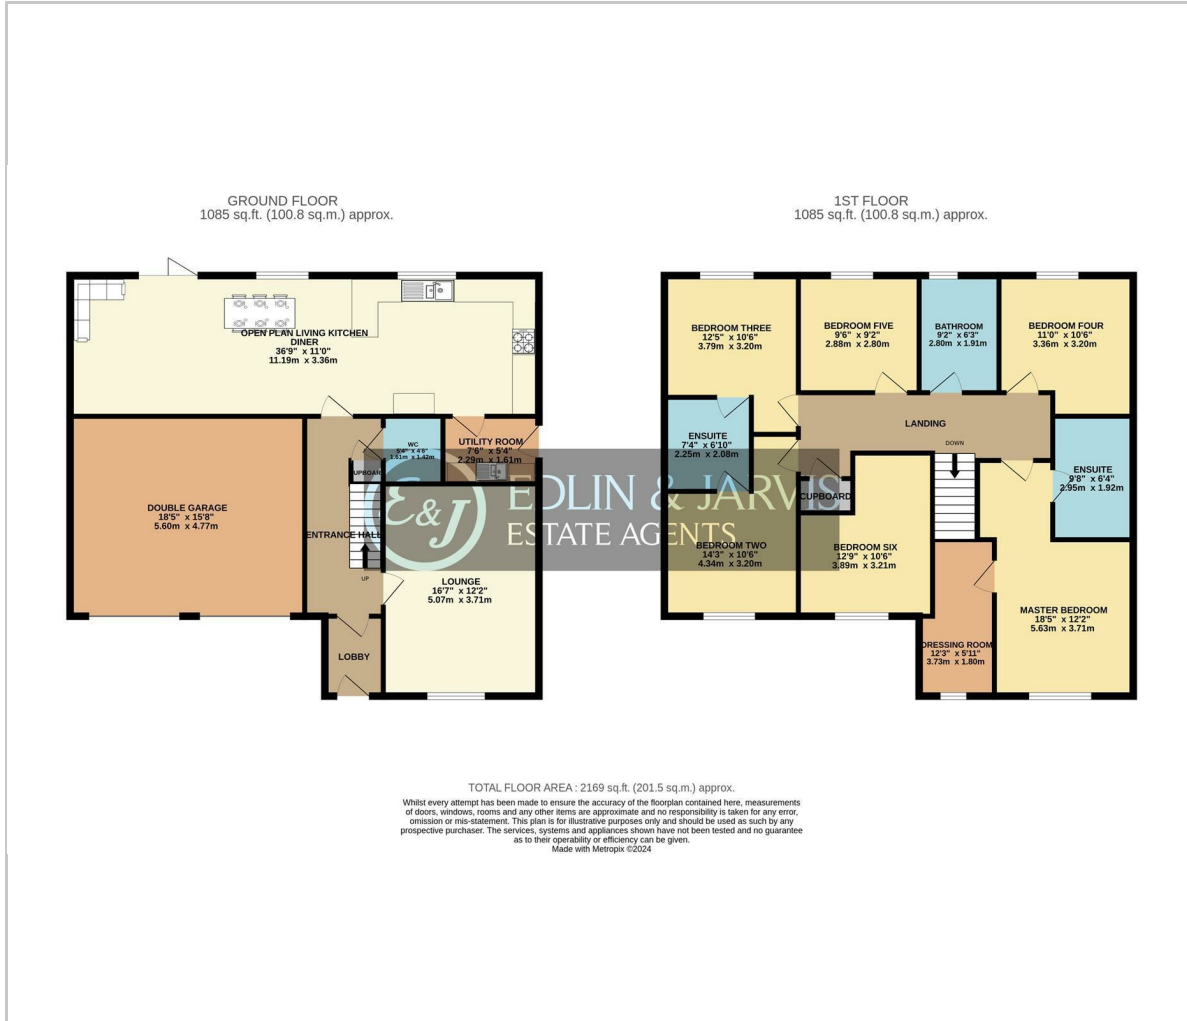 GROUND FLOOR
1085 sq.ft. (100.8 sq.m.) approx.
OPEN PLAN LIVING KITCHEN
DINER
36'9" x 11'0"
11.19m x 3.36m
WC
5'4" x 4'8"
1.61m x 1.42m
UTILITY ROOM
7'6" x 5'4"
2.29m x 1.61m
CUPBOARD
DOUBLE GARAGE
18'5" x 15'8"
5.60m x 4.77m
ENTRANCE HALL
UP
LOUNGE
16'7" x 12'2"
5.07m x 3.71m
LOBBY
1ST FLOOR
1085 sq.ft. (100.8 sq.m.) approx.
BEDROOM THREE
12'5" x 10'6"
3.79m x 3.20m
BEDROOM FIVE
9'6" x 9'2"
2.88m x 2.80m
BATHROOM
9'2" x 6'3"
2.80m x 1.91m
BEDROOM FOUR
11'0" x 10'6"
3.36m x 3.20m
LANDING
DOWN
ENSUITE
7'4" x 6'10"
2.25m x 2.08m
ENSUITE
9'8" x 6'4"
2.95m x 1.92m
CUPBOARD
BEDROOM TWO
14'3" x 10'6"
4.34m x 3.20m
BEDROOM SIX
12'9" x 10'6"
3.89m x 3.21m
MASTER BEDROOM
18'5" x 12'2"
5.63m x 3.71m
DRESSING ROOM
12'3" x 5'11"
3.73m x 1.80m
E&J
EDLIN & JARVIS
ESTATE AGENTS
TOTAL FLOOR AREA : 2169 sq.ft. (201.5 sq.m.) approx.
Whilst every attempt has been made to ensure the accuracy of the floorplan contained here, measurements
of doors, windows, rooms and any other items are approximate and no responsibility is taken for any error,
omission or mis-statement. This plan is for illustrative purposes only and should be used as such by any
prospective purchaser. The services, systems and appliances shown have not been tested and no guarantee
as to their operability or efficiency can be given.
Made with Metropix ©2024